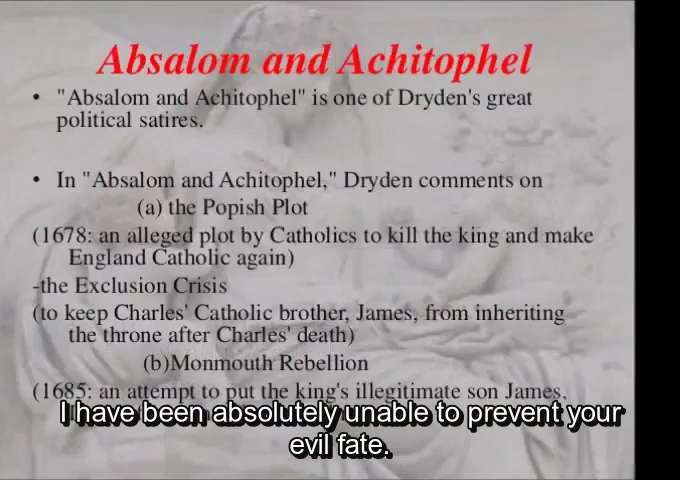 Absalom and Achitophel
• "Absalom and Achitophel" is one of Dryden's great
political satires.
• In "Absalom and Achitophel," Dryden comments on
(a) the Popish Plot
(1678: an alleged plot by Catholics to kill the king and make
England Catholic again)
-the Exclusion Crisis
(to keep Charles' Catholic brother, James, from inheriting
the throne after Charles' death)
(b)Monmouth Rebellion
(1685: an attempt to put the king's illegitimate son James,
I have been absolutely unable to prevent your
evil fate.